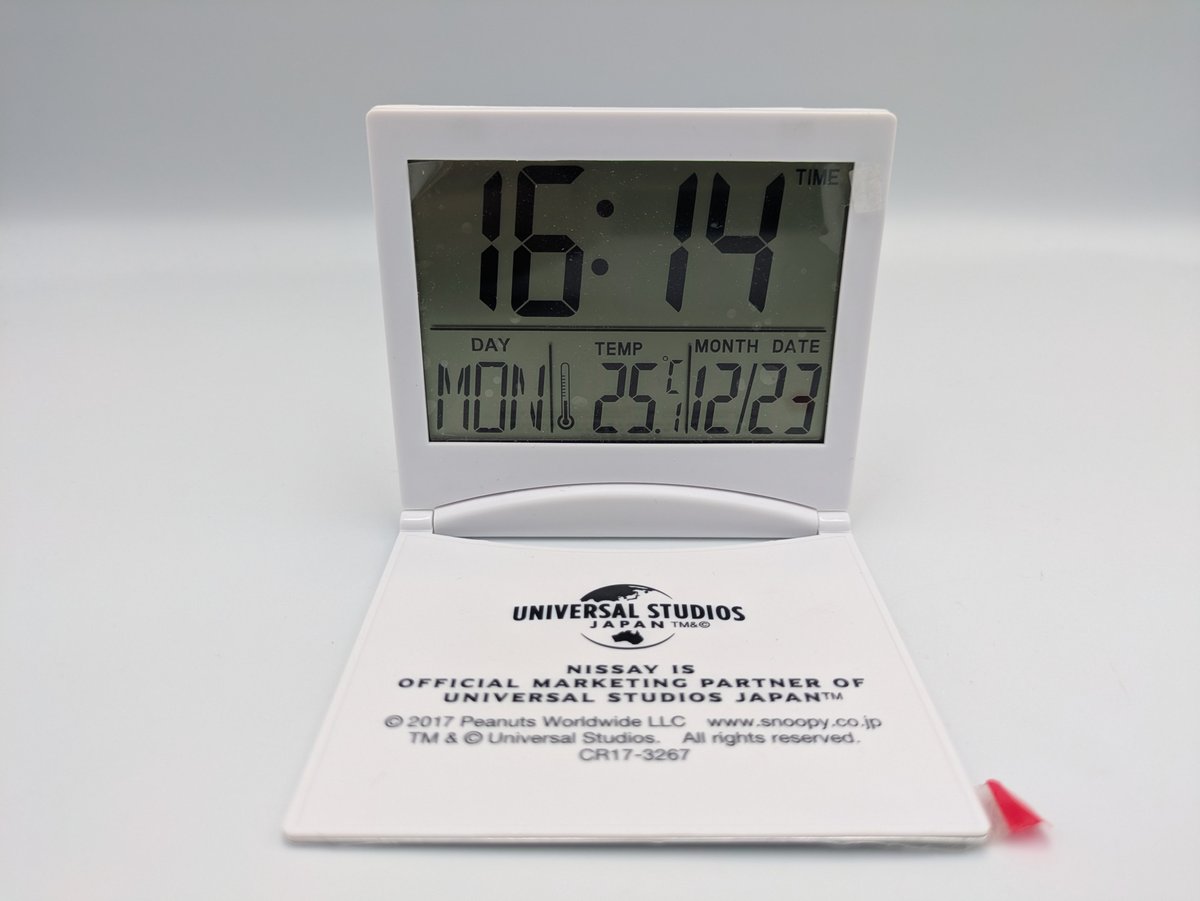 TIME
16:14
DAY TEMP MONTH DATE
MON 25.1°C 12/23
UNIVERSAL STUDIOS
JAPAN TM&©
NISSAY IS
OFFICIAL MARKETING PARTNER OF
UNIVERSAL STUDIOS JAPAN™
© 2017 Peanuts Worldwide LLC www.snoopy.co.jp
TM & © Universal Studios. All rights reserved.
CR17-3267